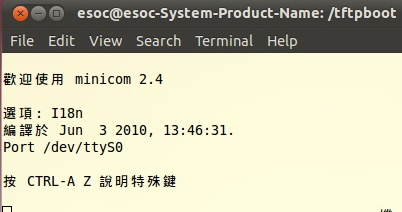 esoc@esoc-System-Product-Name: /tftpboot
File Edit View Search Terminal Help
歡迎使用 minicom 2.4
選項: I18n
編譯於 Jun  3 2010, 13:46:31.
Port /dev/ttyS0
按 CTRL-A Z 說明特殊鍵